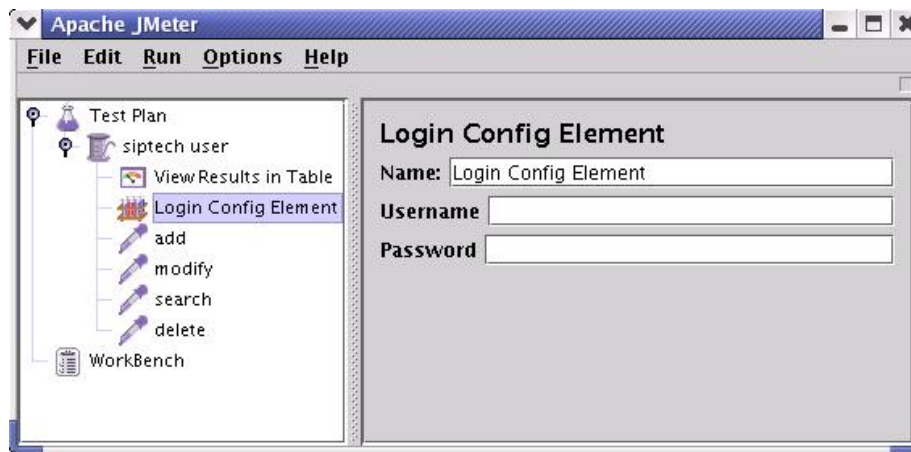 Apache JMeter
File Edit Run Options Help
Test Plan
siptech user
View Results in Table
Login Config Element
add
modify
search
delete
WorkBench
Login Config Element
Name: Login Config Element
Username
Password